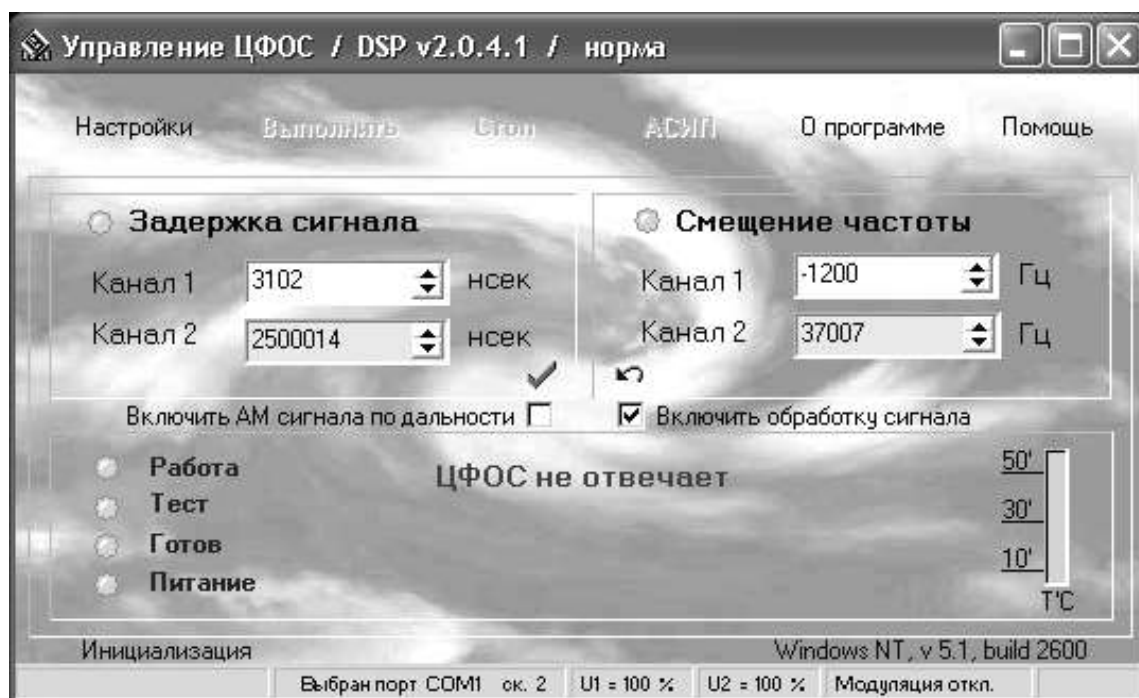 Управление ЦФОС / DSP v2.0.4.1 / норма
Настройки Выполнять Стоп АСУП О программе Помощь
Задержка сигнала
Канал 1 3102 нсек
Канал 2 2500014 нсек
Смещение частоты
Канал 1 -1200 Гц
Канал 2 37007 Гц
Включить АМ сигнала по дальности
Включить обработку сигнала
Работа
Тест
Готов
Питание
ЦФОС не отвечает
50'
30'
10'
T'C
Инициализация
Windows NT, v 5.1, build 2600
Выбран порт COM1 ск. 2 U1 = 100 % U2 = 100 % Модуляция откл.